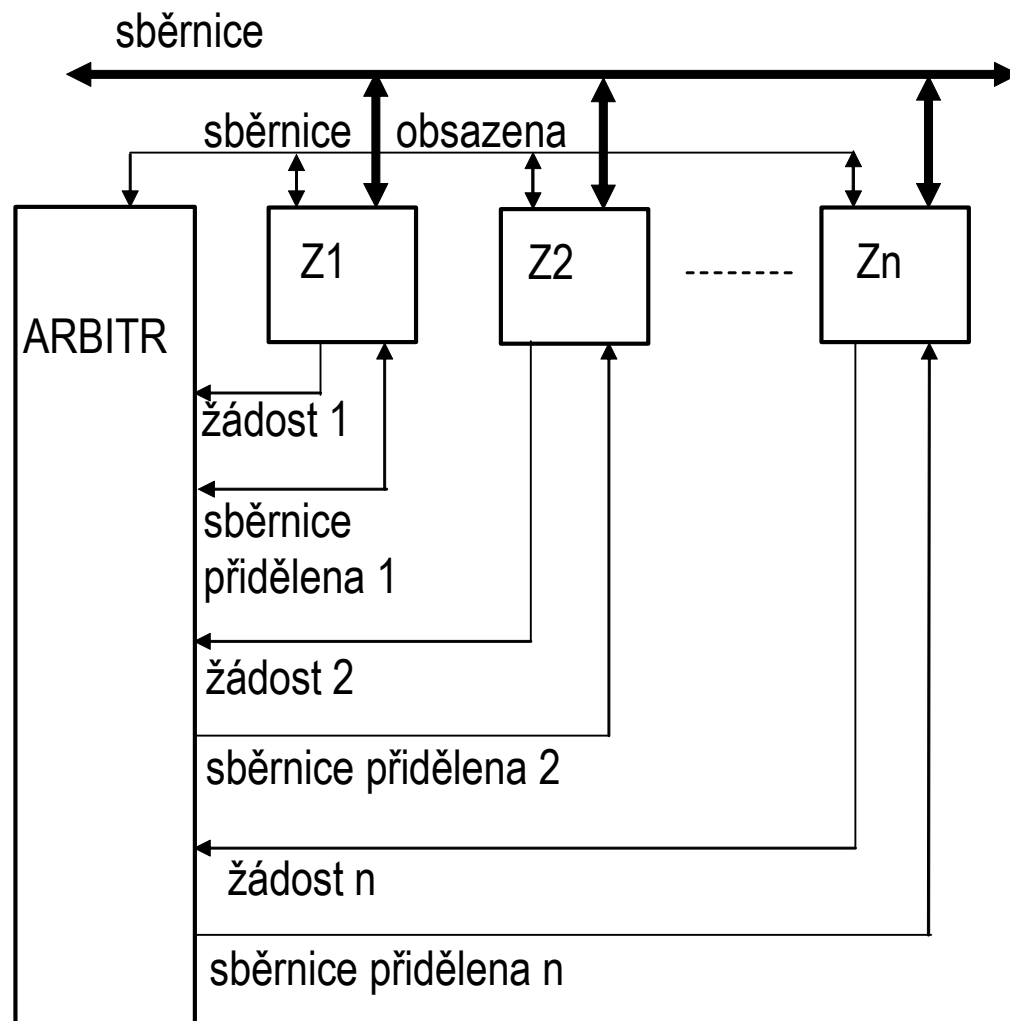 sběrnice
sběrnice obsazena
Z1
Z2
Zn
ARBITR
žádost 1
sběrnice
přidělena 1
žádost 2
sběrnice přidělena 2
žádost n
sběrnice přidělena n